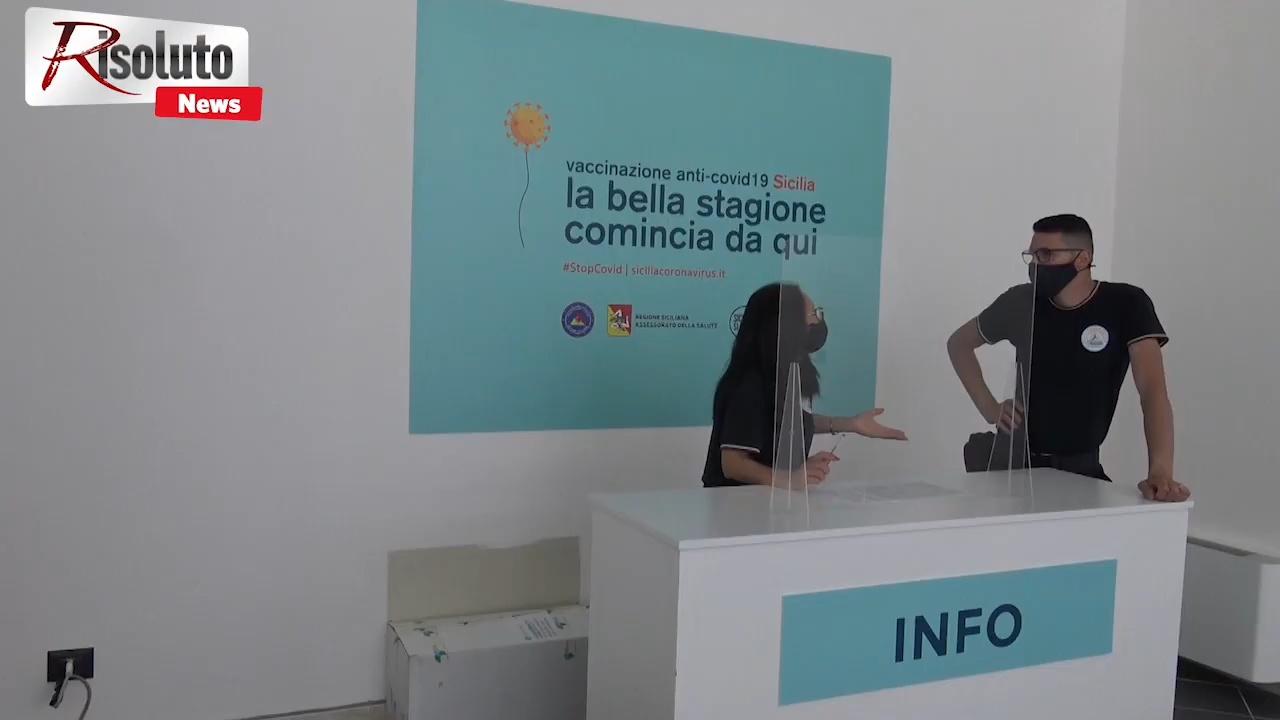 Risoluto
News
vaccinazione anti-covid19 Sicilia
la bella stagione
comincia da qui
#StopCovid | siciliacoronavirus.it
REGIONE SICILIANA
ASSESSORATO DELLA SALUTE
INFO